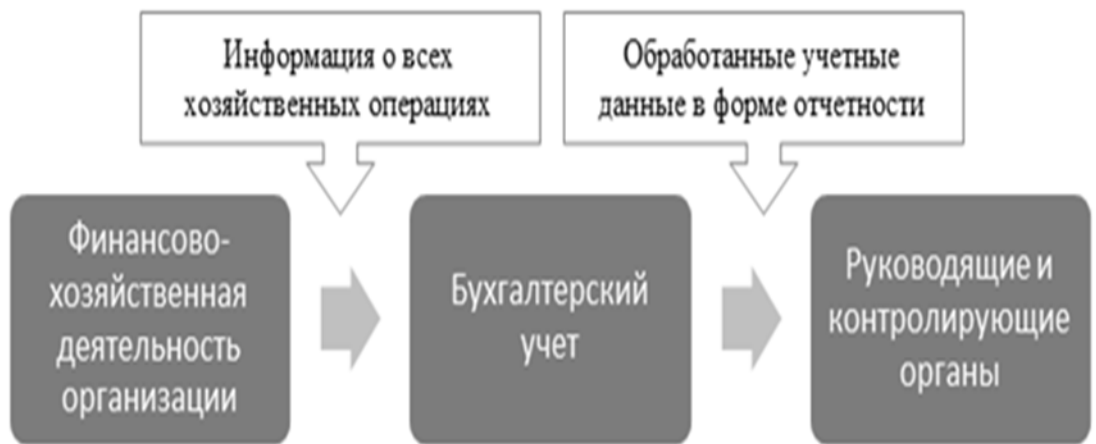 Информация о всех
хозяйственных операциях
Обработанные учетные
данные в форме отчетности
Финансово-
хозяйственная
деятельность
организации
Бухгалтерский
учет
Руководящие и
контролирующие
органы